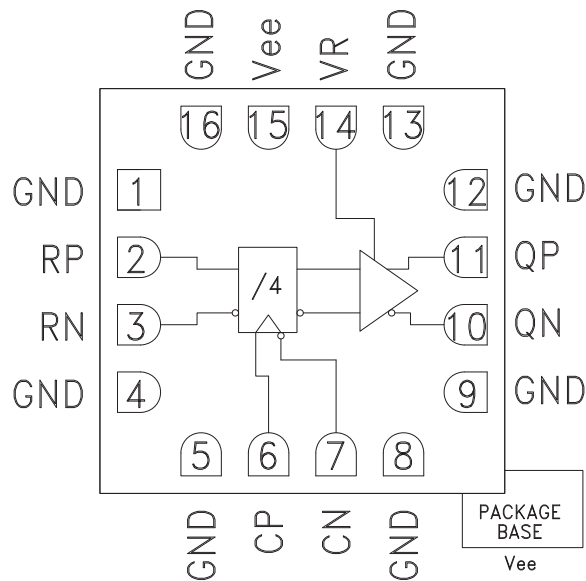 GND Vee VR GND
16 15 14 13
GND 1 12 GND
RP 2 11 QP
/4
RN 3 10 QN
GND 4 9 GND
5 6 7 8
GND CP CN GND
PACKAGE
BASE
Vee